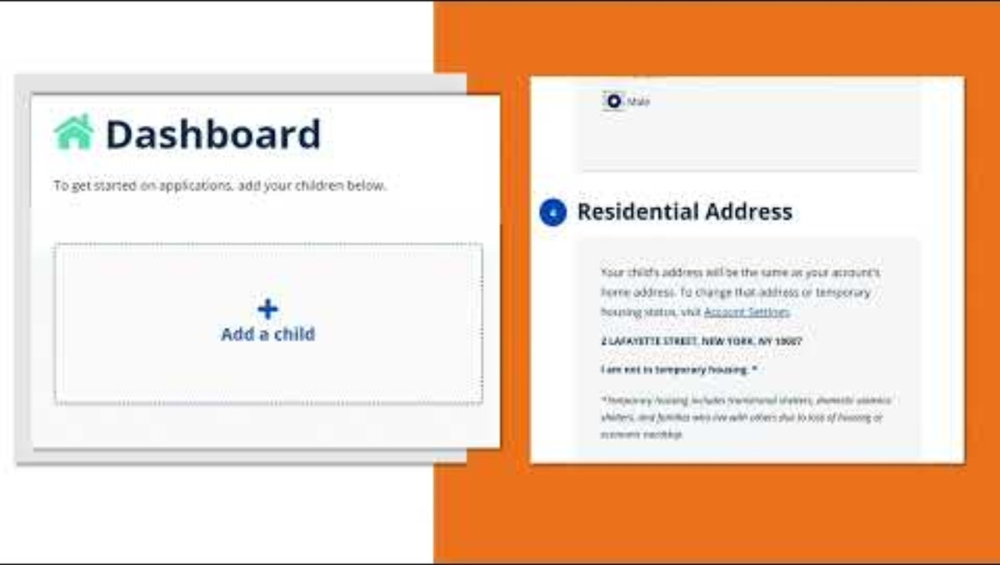 Dashboard
To get started on applications, add your children below.
Add a child
Male
4
Residential Address
Your child's address will be the same as your account's
home address. To change that address or temporary
housing status, visit Account Settings.
2 LAFAYETTE STREET, NEW YORK, NY 10007
I am not in temporary housing. *
*Temporary housing includes transitional shelters, domestic violence
shelters, and families who live with others due to loss of housing or
economic hardship.